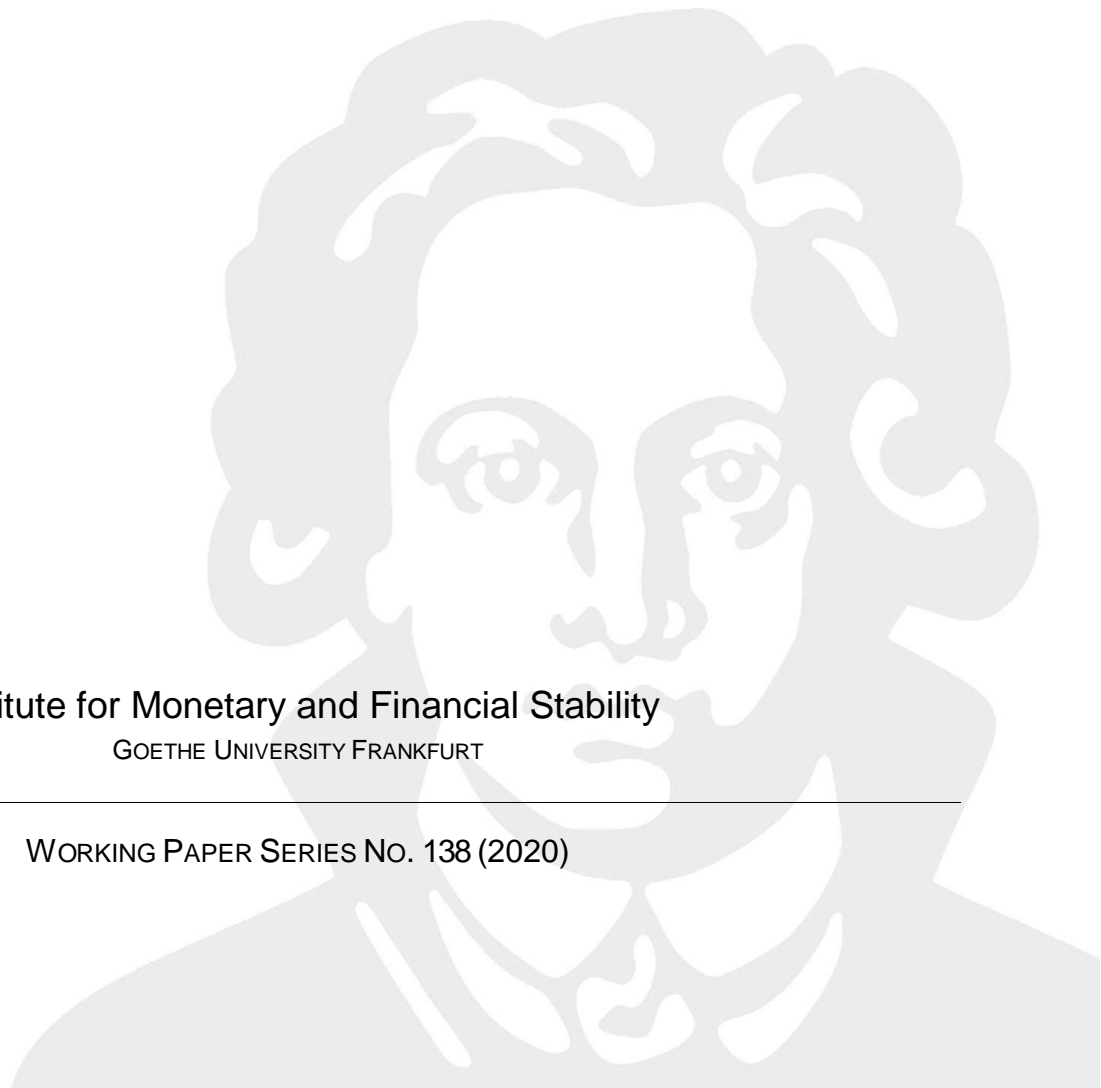 itute for Monetary and Financial Stability
GOETHE UNIVERSITY FRANKFURT
WORKING PAPER SERIES NO. 138 (2020)